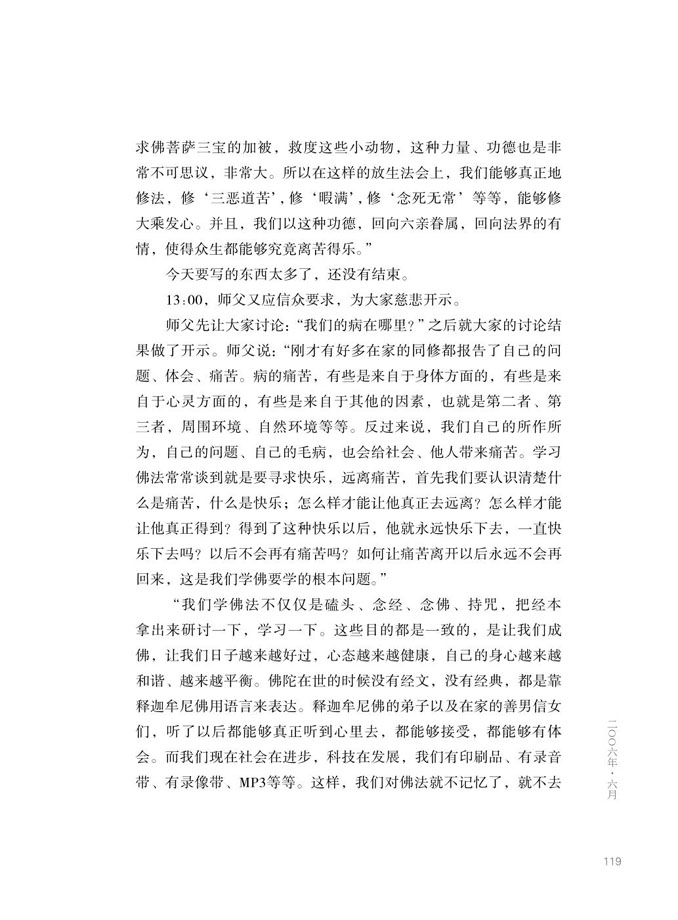 求佛菩萨三宝的加被，救度这些小动物，这种力量、功德也是非
常不可思议，非常大。所以在这样的放生法会上，我们能够真正地
修法，修‘三恶道苦’，修‘暇满’，修‘念死无常’等等，能够修
大乘发心。并且，我们以这种功德，回向六亲眷属，回向法界的有
情，使得众生都能够究竟离苦得乐。”
今天要写的东西太多了，还没有结束。
13:00，师父又应信众要求，为大家慈悲开示。
师父先让大家讨论：“我们的病在哪里？”之后就大家的讨论结
果做了开示。师父说：“刚才有好多在家的同修都报告了自己的问
题、体会、痛苦。病的痛苦，有些是来自于身体方面的，有些是来
自于心灵方面的，有些是来自于其他的因素，也就是第二者、第
三者，周围环境、自然环境等等。反过来说，我们自己的所作所
为，自己的问题、自己的毛病，也会给社会、他人带来痛苦。学习
佛法常常谈到就是要寻求快乐，远离痛苦，首先我们要认识清楚什
么是痛苦，什么是快乐；怎么样才能让他真正去远离？怎么样才能
让他真正得到？得到了这种快乐以后，他就永远快乐下去，一直快
乐下去吗？以后不会再有痛苦吗？如何让痛苦离开以后永远不会再
回来，这是我们学佛要学的根本问题。”
“我们学佛法不仅仅是磕头、念经、念佛、持咒，把经本
拿出来研讨一下，学习一下。这些目的都是一致的，是让我们成
佛，让我们日子越来越好过，心态越来越健康，自己的身心越来越
和谐、越来越平衡。佛陀在世的时候没有经文，没有经典，都是靠
释迦牟尼佛用语言来表达。释迦牟尼佛的弟子以及在家的善男信女
们，听了以后都能够真正听到心里去，都能够接受，都能够有体
会。而我们现在社会在进步，科技在发展，我们有印刷品、有录音
带、有录像带、MP3等等。这样，我们对佛法就不记忆了，就不去
二〇〇六年·六月
119